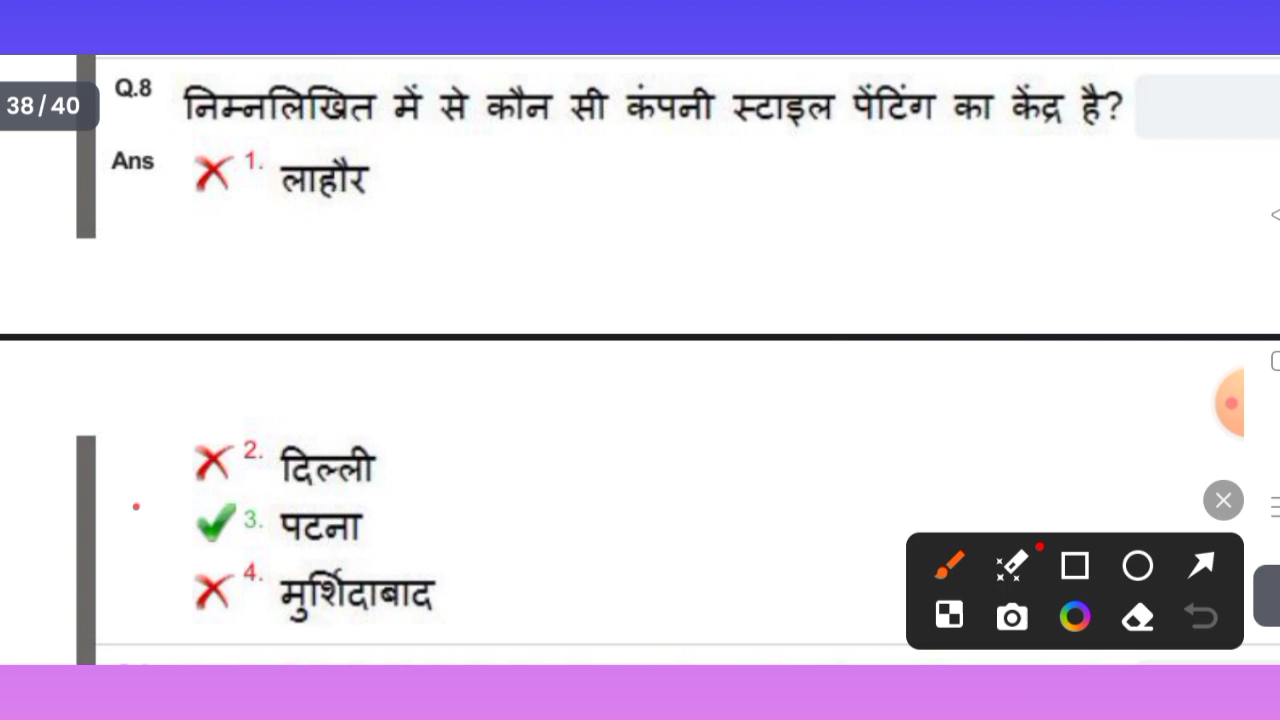 38/40
Q.8 निम्नलिखित में से कौन सी कंपनी स्टाइल पेंटिंग का केंद्र है?
Ans 1. लाहौर
2. दिल्ली
3. पटना
4. मुर्शिदाबाद